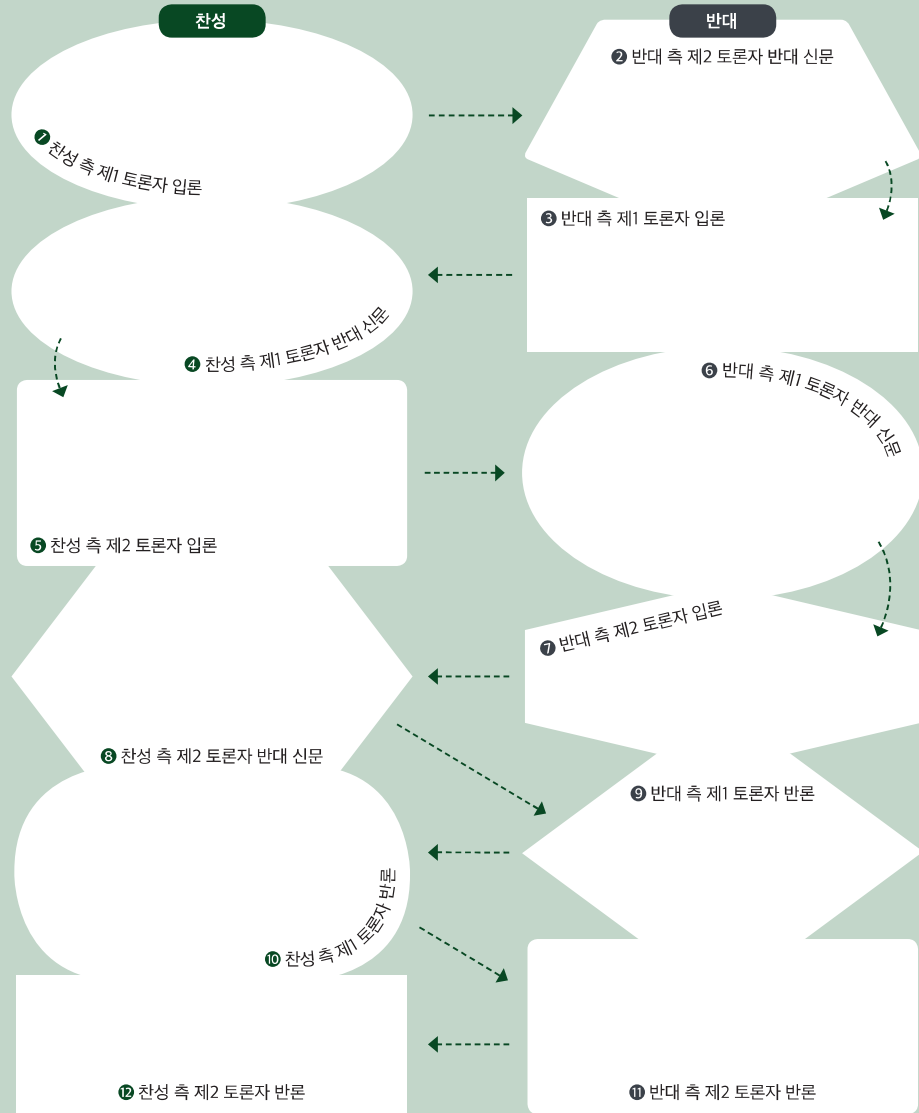 찬성
반대
❶ 찬성 측 제1 토론자 입론
❷ 반대 측 제2 토론자 반대 신문
❸ 반대 측 제1 토론자 입론
❹ 찬성 측 제1 토론자 반대 신문
❺ 찬성 측 제2 토론자 입론
❻ 반대 측 제1 토론자 반대 신문
❼ 반대 측 제2 토론자 입론
❽ 찬성 측 제2 토론자 반대 신문
❾ 반대 측 제1 토론자 반론
❿ 찬성 측 제1 토론자 반론
⓫ 반대 측 제2 토론자 반론
⓬ 찬성 측 제2 토론자 반론